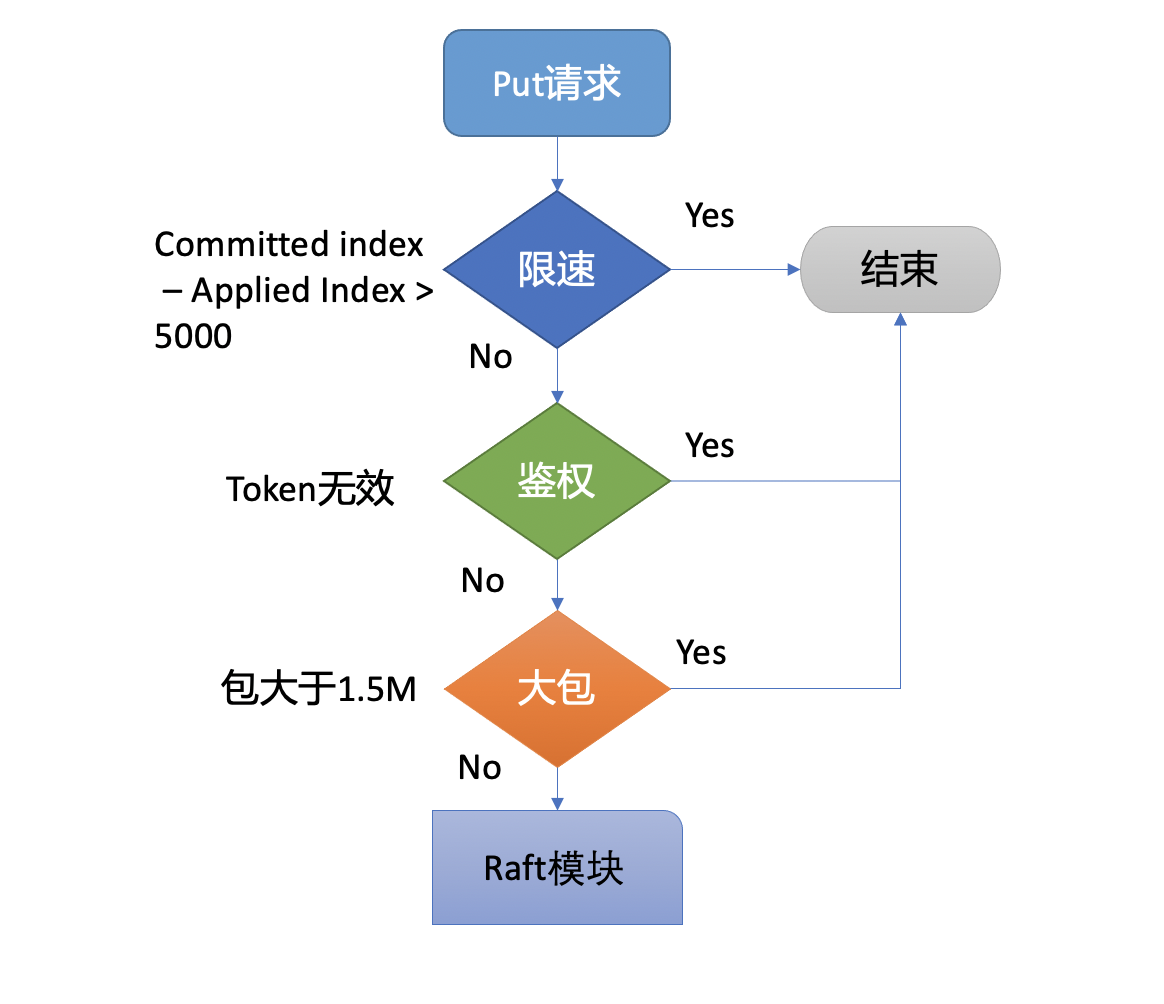 Put请求
Yes
Committed index
– Applied Index >
5000
限速
结束
No
Yes
Token无效
鉴权
No
Yes
包大于1.5M
大包
No
Raft模块